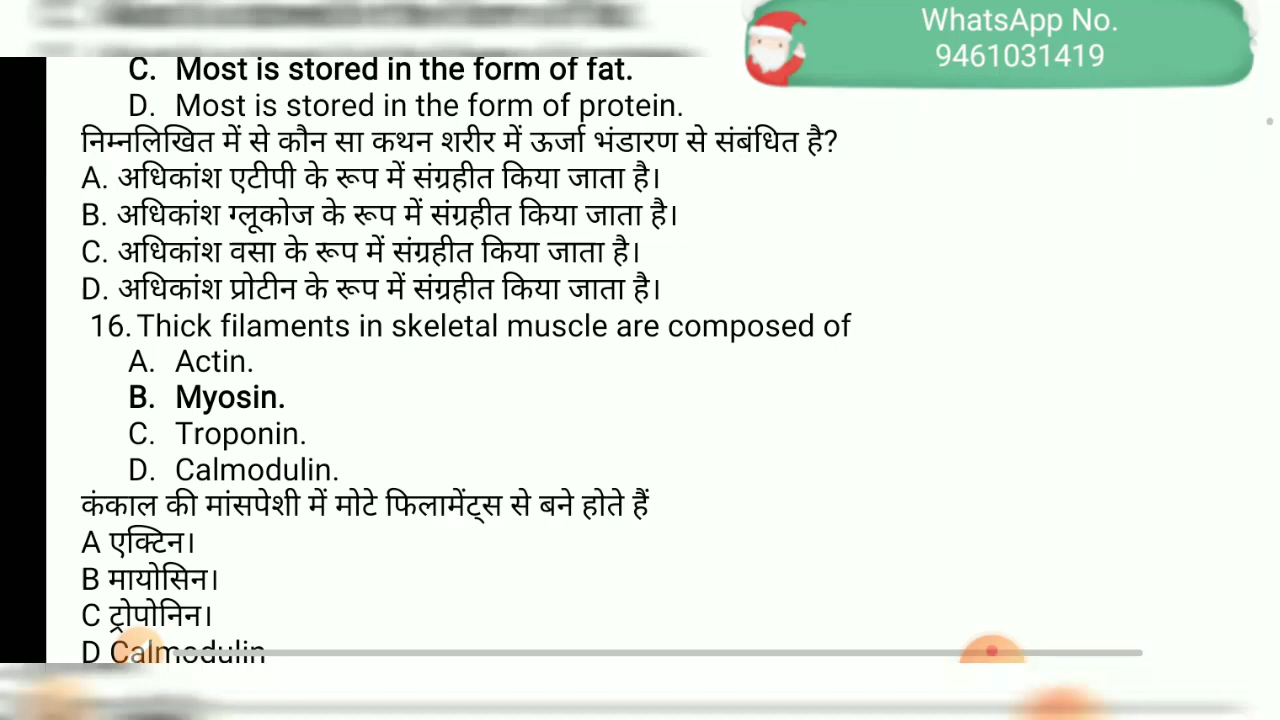 WhatsApp No.
9461031419
C. Most is stored in the form of fat.
D. Most is stored in the form of protein.
निम्नलिखित में से कौन सा कथन शरीर में ऊर्जा भंडारण से संबंधित है?
A. अधिकांश एटीपी के रूप में संग्रहीत किया जाता है।
B. अधिकांश ग्लूकोज के रूप में संग्रहीत किया जाता है।
C. अधिकांश वसा के रूप में संग्रहीत किया जाता है।
D. अधिकांश प्रोटीन के रूप में संग्रहीत किया जाता है।
16. Thick filaments in skeletal muscle are composed of
A. Actin.
B. Myosin.
C. Troponin.
D. Calmodulin.
कंकाल की मांसपेशी में मोटे फिलामेंट्स से बने होते हैं
A एक्टिन।
B मायोसिन।
C ट्रोपोनिन।
D Calmodulin